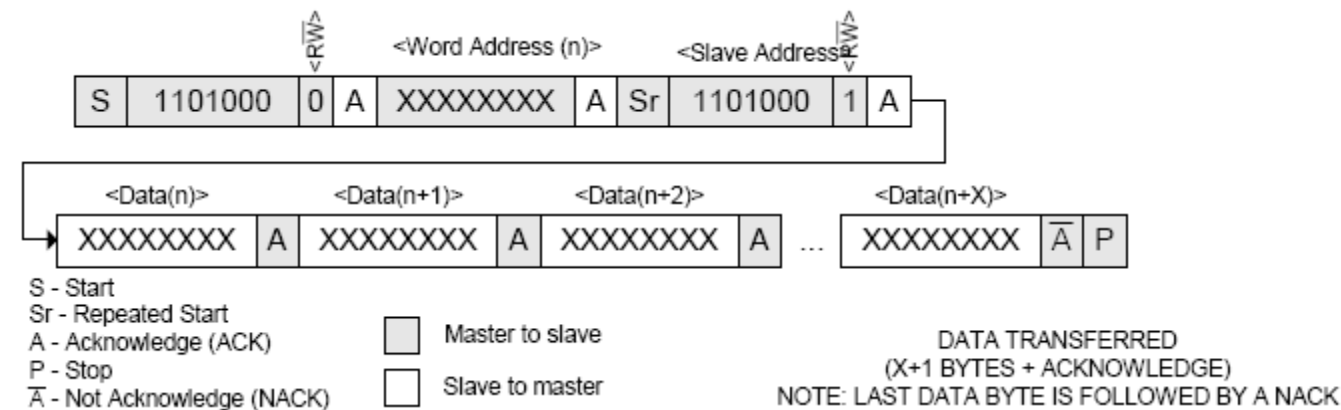 <RW̅> <Word Address (n)> <Slave Address> <RW̅>
S 1101000 0 A XXXXXXXX A Sr 1101000 1 A
<Data(n)> <Data(n+1)> <Data(n+2)> <Data(n+X)>
XXXXXXXX A XXXXXXXX A XXXXXXXX A ... XXXXXXXX A̅ P
S - Start
Sr - Repeated Start
A - Acknowledge (ACK)
P - Stop
A̅ - Not Acknowledge (NACK)
Master to slave
Slave to master
DATA TRANSFERRED
(X+1 BYTES + ACKNOWLEDGE)
NOTE: LAST DATA BYTE IS FOLLOWED BY A NACK